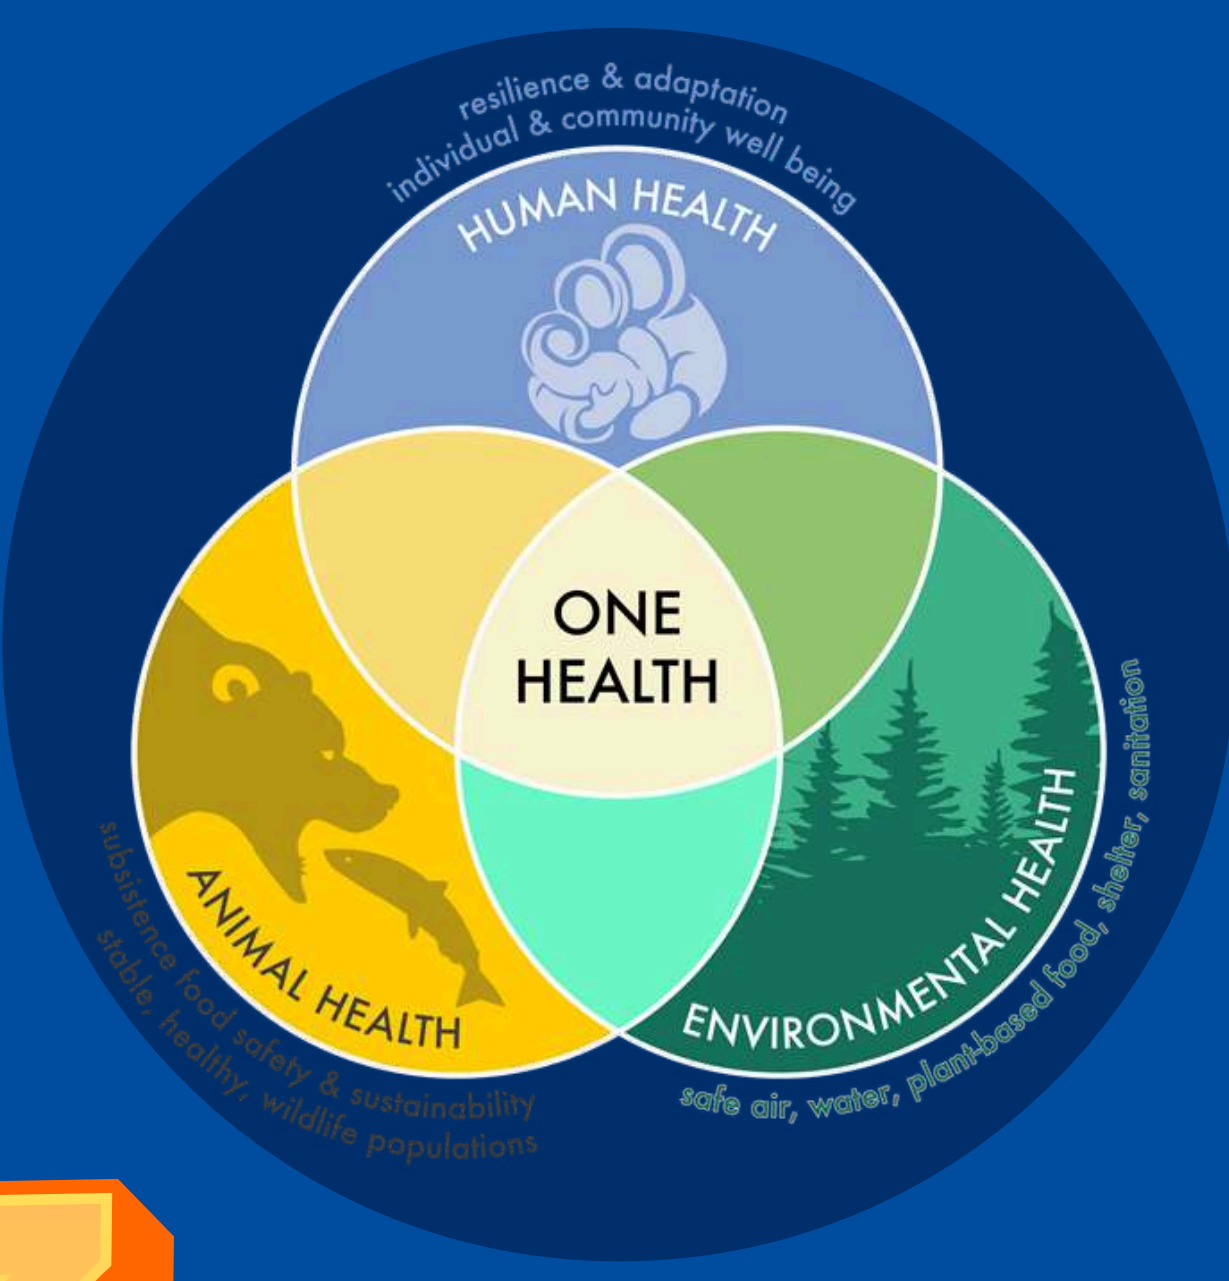 resilience & adaptation
individual & community well being
HUMAN HEALTH
ONE
HEALTH
ANIMAL HEALTH
subsistence food safety & sustainability
stable, healthy, wildlife populations
ENVIRONMENTAL HEALTH
safe air, water, plant-based food, shelter, sanitation